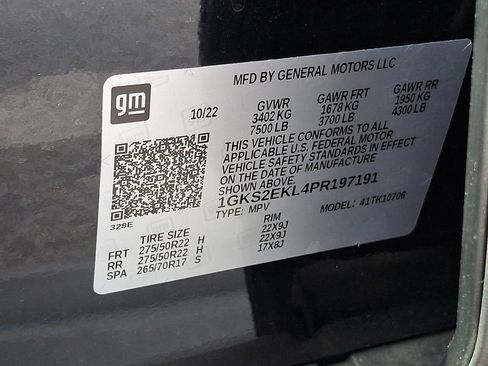 MFD BY GENERAL MOTORS LLC
gm
10/22 GVWR GAWR FRT GAWR RR
3402 KG 1678 KG 1950 KG
7500 LB 3700 LB 4300 LB
THIS VEHICLE CONFORMS TO ALL
APPLICABLE U.S. FEDERAL MOTOR
VEHICLE SAFETY STANDARDS IN EFFECT
ON THE DATE OF MANUFACTURE
1GKS2EKL4PR197191
TYPE: MPV MODEL: 41TK10706
328E
TIRE SIZE RIM
FRT 275/50R22 H 22X9J
RR 275/50R22 H 22X9J
SPA 265/70R17 S 17X8J